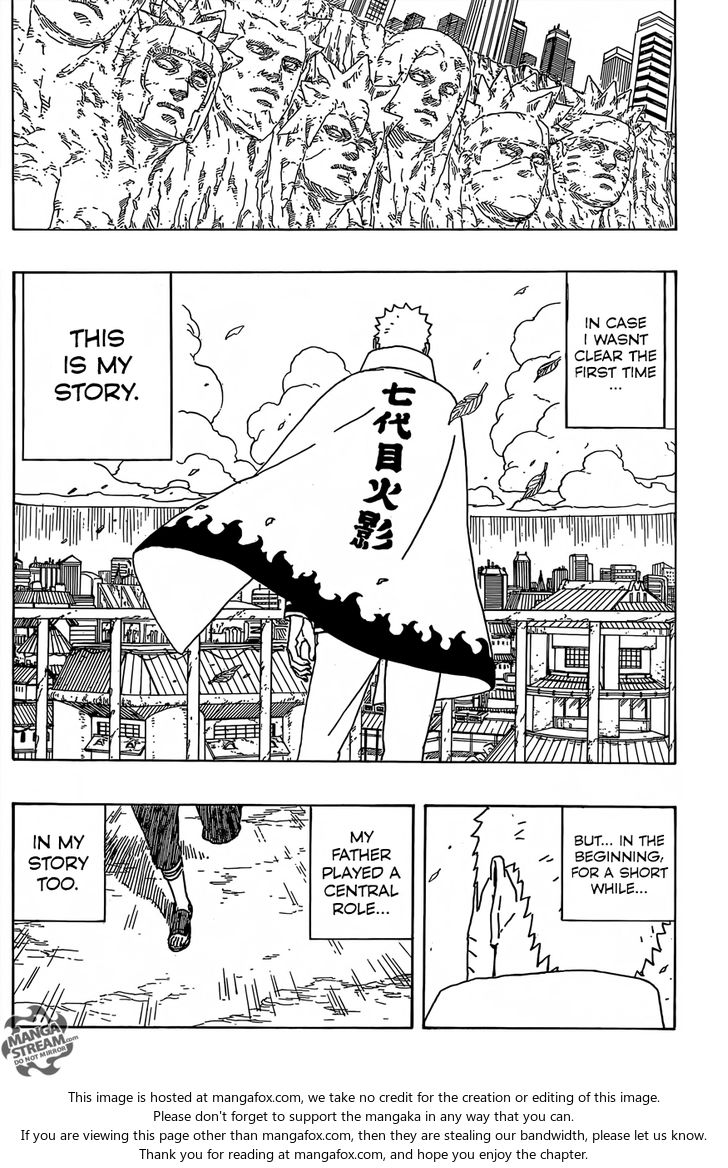 IN CASE
I WASNT
CLEAR THE
FIRST TIME
...
THIS
IS MY
STORY.
七代目火影
BUT... IN THE
BEGINNING,
FOR A SHORT
WHILE...
MY
FATHER
PLAYED A
CENTRAL
ROLE...
IN MY
STORY
TOO.
MANGA
STREAM.com
DO NOT MIRROR
This image is hosted at mangafox.com, we take no credit for the creation or editing of this image.
Please don't forget to support the mangaka in any way that you can.
If you are viewing this page other than mangafox.com, then they are stealing our bandwidth, please let us know.
Thank you for reading at mangafox.com, and hope you enjoy the chapter.